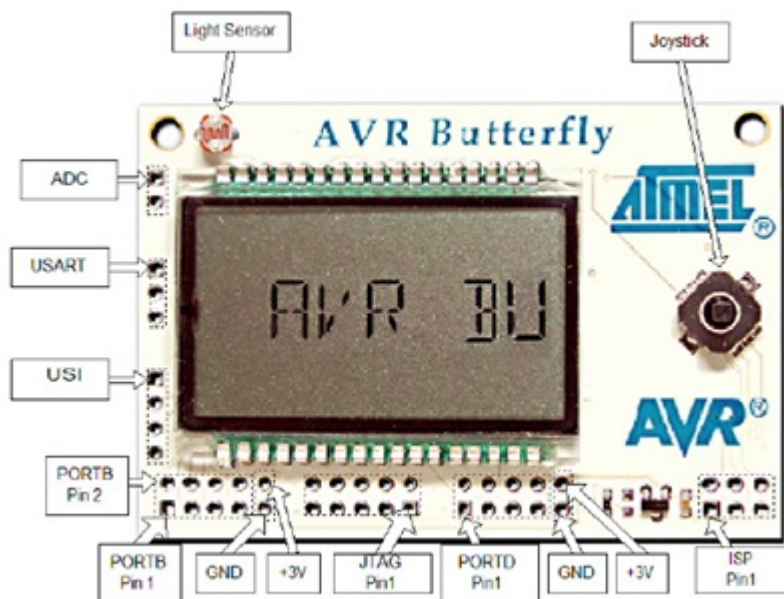 Light Sensor
Joystick
AVR Butterfly
ADC
ATMEL®
USART
AVR BU
USI
AVR®
PORTB
Pin 2
PORTB
Pin 1
GND
+3V
JTAG
Pin1
PORTD
Pin1
GND
+3V
ISP
Pin1